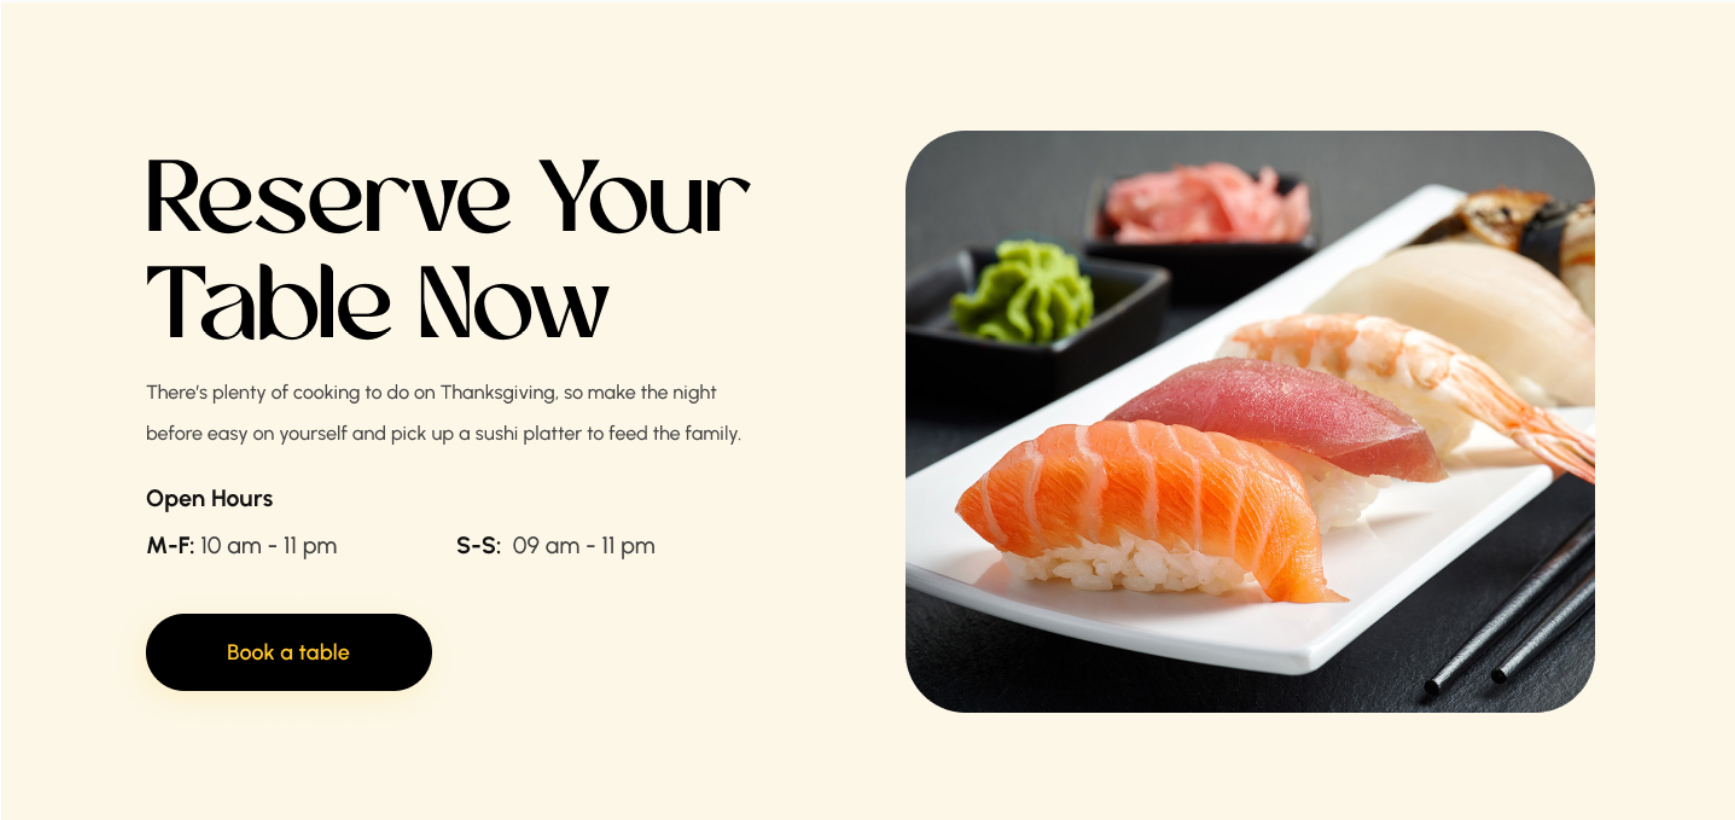 Reserve Your
Table Now
There's plenty of cooking to do on Thanksgiving, so make the night
before easy on yourself and pick up a sushi platter to feed the family.
Open Hours
M-F: 10 am - 11 pm
S-S: 09 am - 11 pm
Book a table